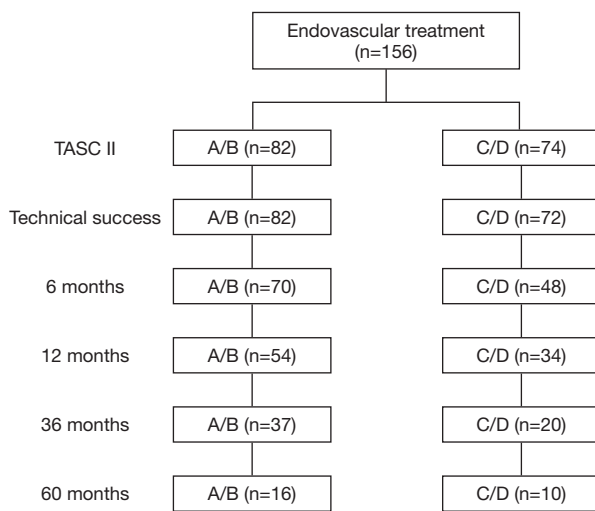 Endovascular treatment
(n=156)
TASC II
A/B (n=82)
C/D (n=74)
Technical success
A/B (n=82)
C/D (n=72)
6 months
A/B (n=70)
C/D (n=48)
12 months
A/B (n=54)
C/D (n=34)
36 months
A/B (n=37)
C/D (n=20)
60 months
A/B (n=16)
C/D (n=10)